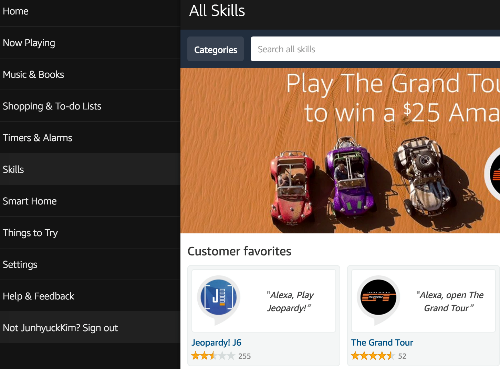 Home
Now Playing
Music & Books
Shopping & To-do Lists
Timers & Alarms
Skills
Smart Home
Things to Try
Settings
Help & Feedback
Not JunhyuckKim? Sign out
All Skills
Categories
Search all skills
Play The Grand Tou
to win a $25 Ama
Customer favorites
J6
"Alexa, Play
Jeopardy!"
Jeopardy! J6
255
"Alexa, open The
Grand Tour"
The Grand Tour
52